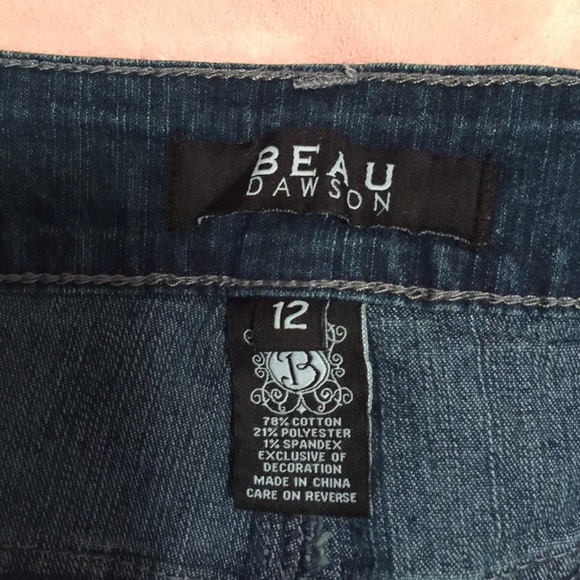 BEAU
DAWSON
12
B
78% COTTON
21% POLYESTER
1% SPANDEX
EXCLUSIVE OF
DECORATION
MADE IN CHINA
CARE ON REVERSE